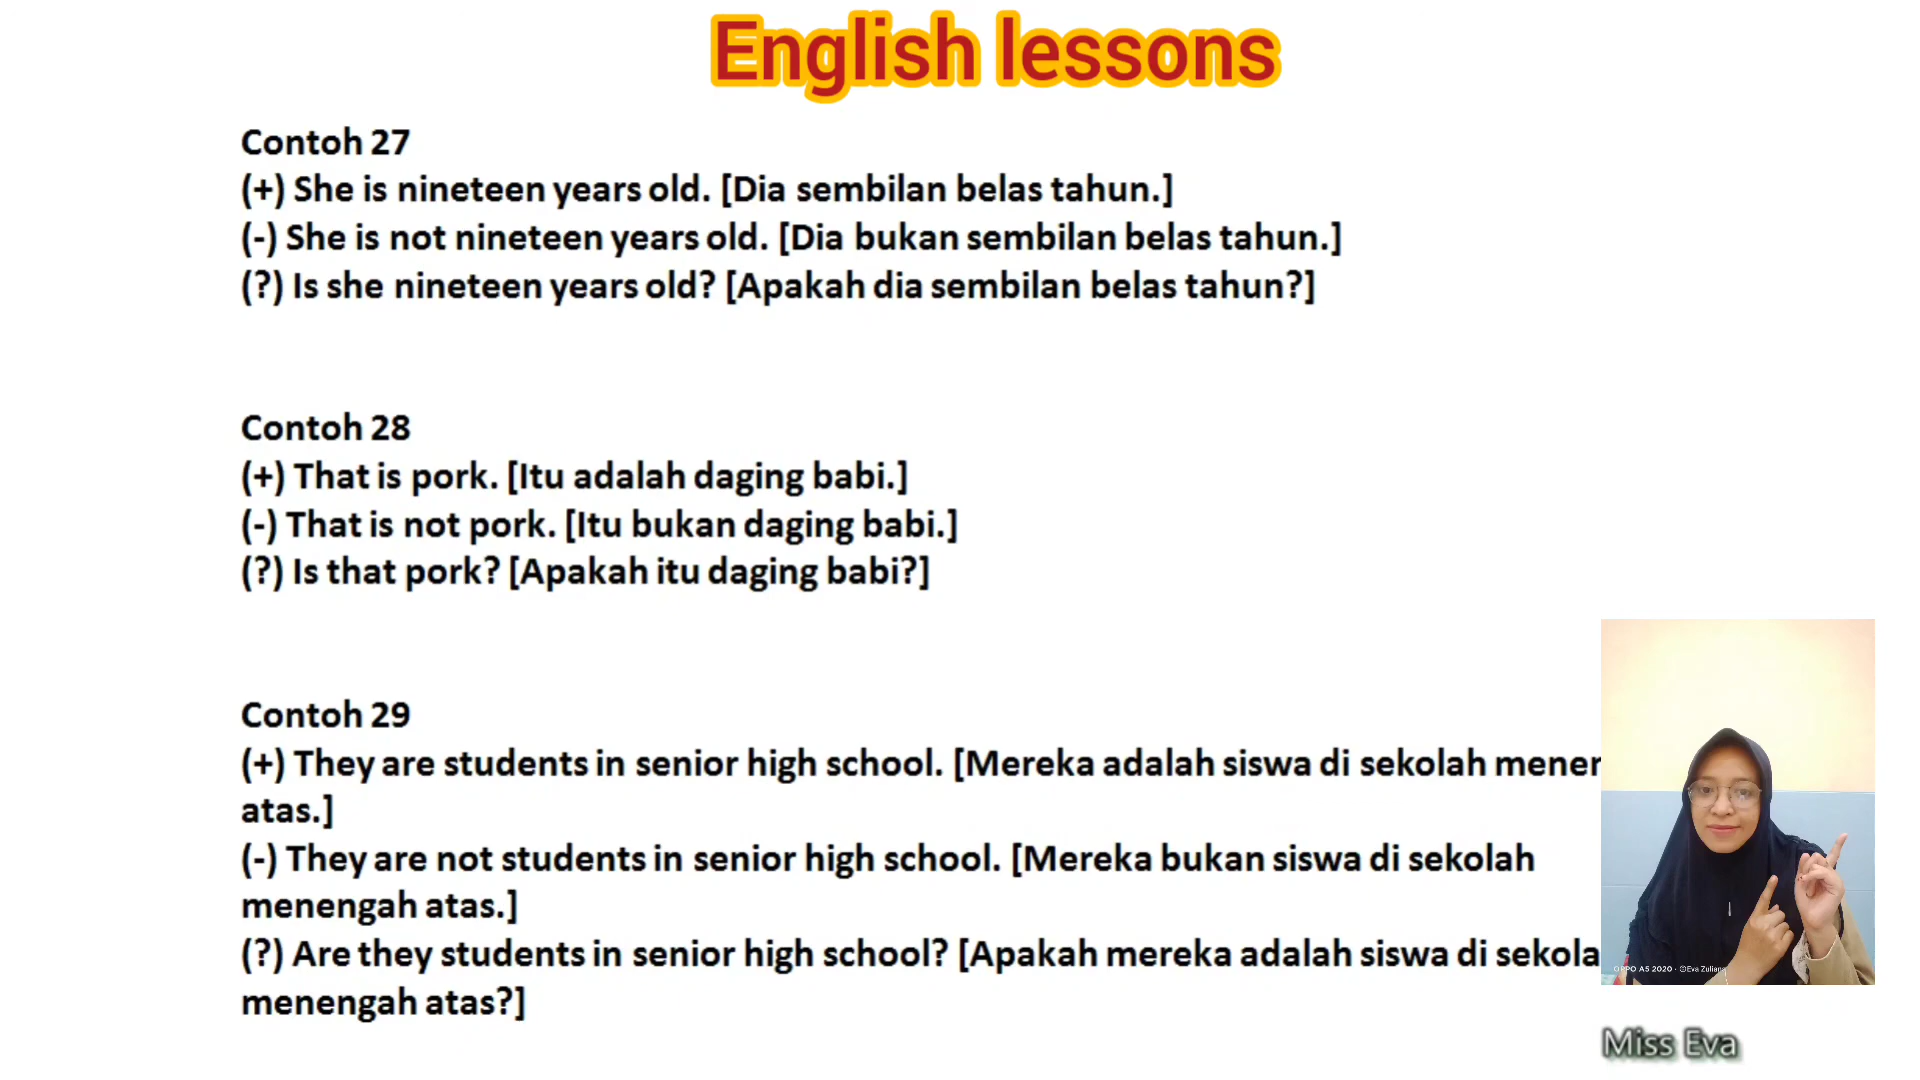 English lessons
Contoh 27
(+) She is nineteen years old. [Dia sembilan belas tahun.]
(-) She is not nineteen years old. [Dia bukan sembilan belas tahun.]
(?) Is she nineteen years old? [Apakah dia sembilan belas tahun?]
Contoh 28
(+) That is pork. [Itu adalah daging babi.]
(-) That is not pork. [Itu bukan daging babi.]
(?) Is that pork? [Apakah itu daging babi?]
Contoh 29
(+) They are students in senior high school. [Mereka adalah siswa di sekolah
atas.]
(-) They are not students in senior high school. [Mereka bukan siswa di sekolah
menengah atas.]
(?) Are they students in senior high school? [Apakah mereka adalah siswa di
menengah atas?]
OPPO A5 2020 · ©Eva Zuliana
Miss Eva